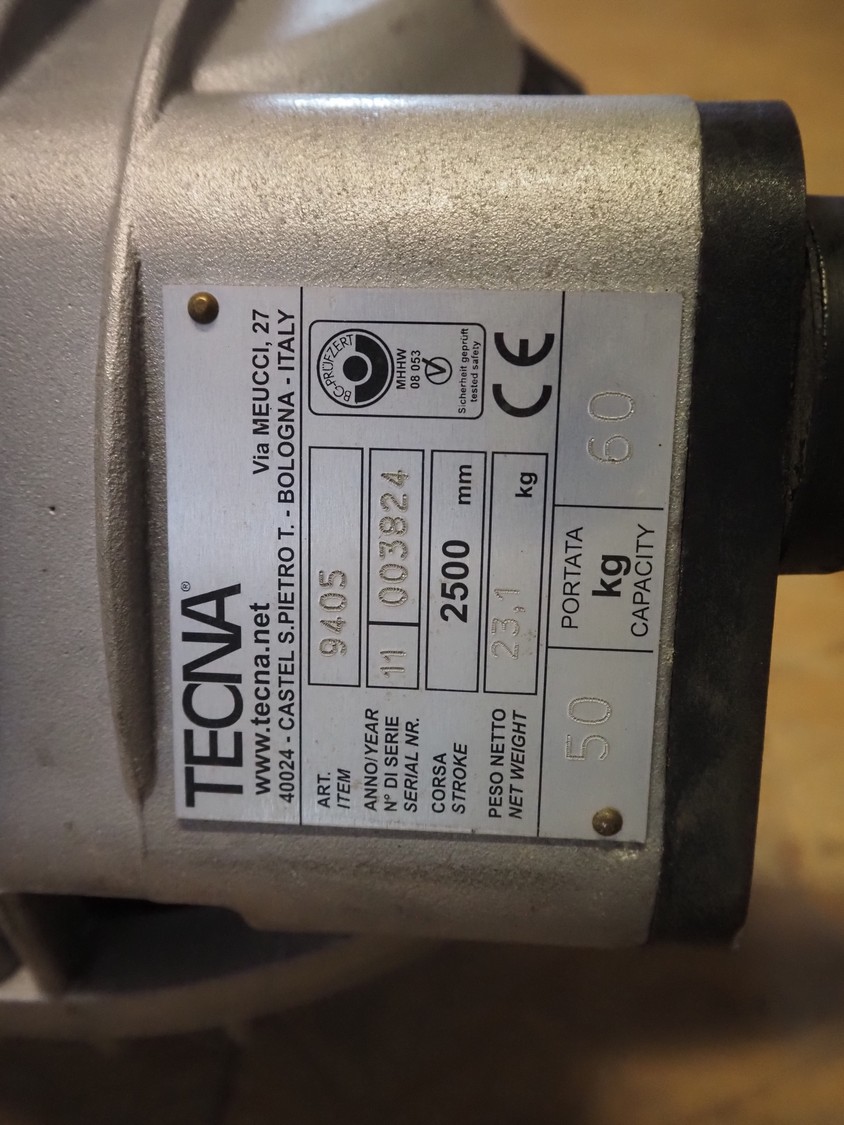 TECNA®
www.tecna.net Via MEUCCI, 27
40024 - CASTEL S.PIETRO T. - BOLOGNA - ITALY
ART.
ITEM
9405
ANNO/YEAR
N° DI SERIE
SERIAL NR.
11 003824
CORSA
STROKE
2500 mm
PESO NETTO
NET WEIGHT
23,1 kg
BG-PRÜFZERT
MHHW
08 053
Sicherheit geprüft
tested safety
CE
50
PORTATA
kg
CAPACITY
60